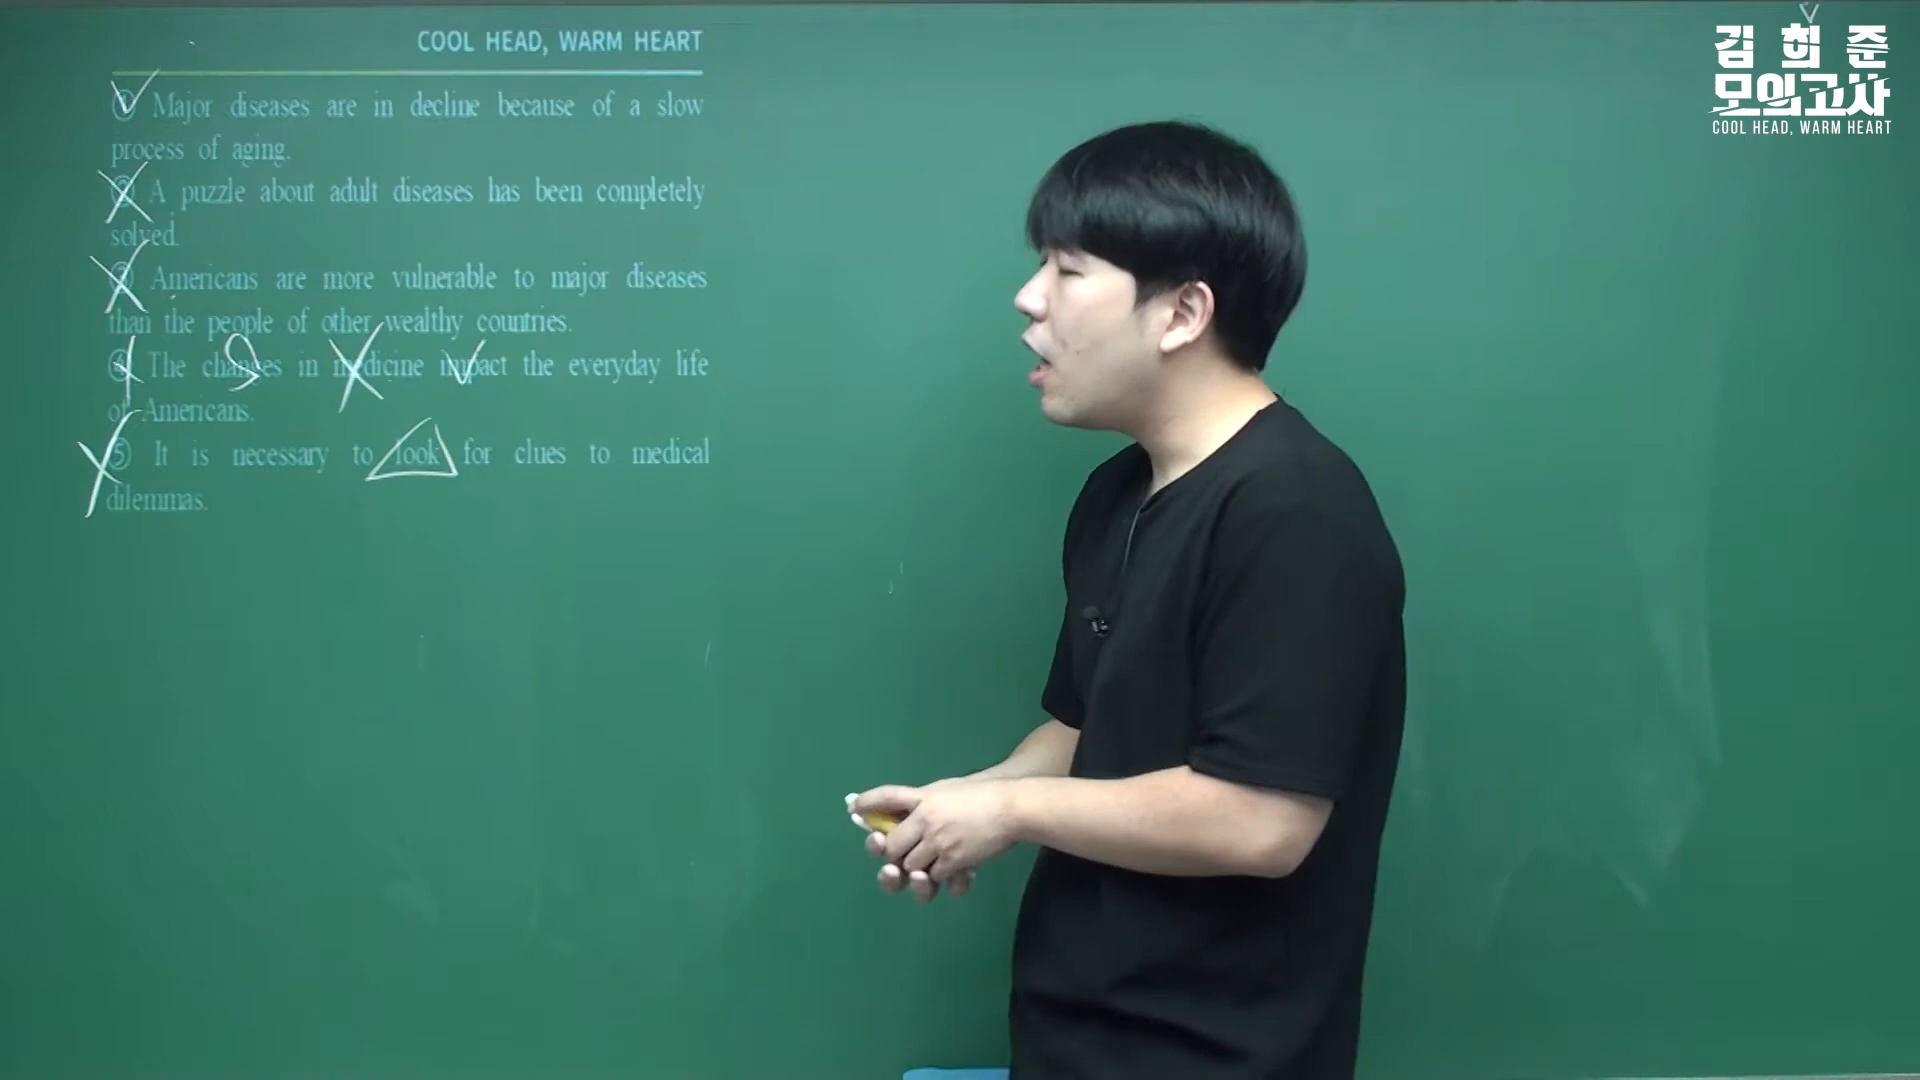 COOL HEAD, WARM HEART
① Major diseases are in decline because of a slow
process of aging.
② A puzzle about adult diseases has been completely
solved.
③ Americans are more vulnerable to major diseases
than the people of other wealthy countries.
④ The changes in medicine impact the everyday life
of Americans.
⑤ It is necessary to look for clues to medical
dilemmas.
김희준
모의고사
COOL HEAD, WARM HEART